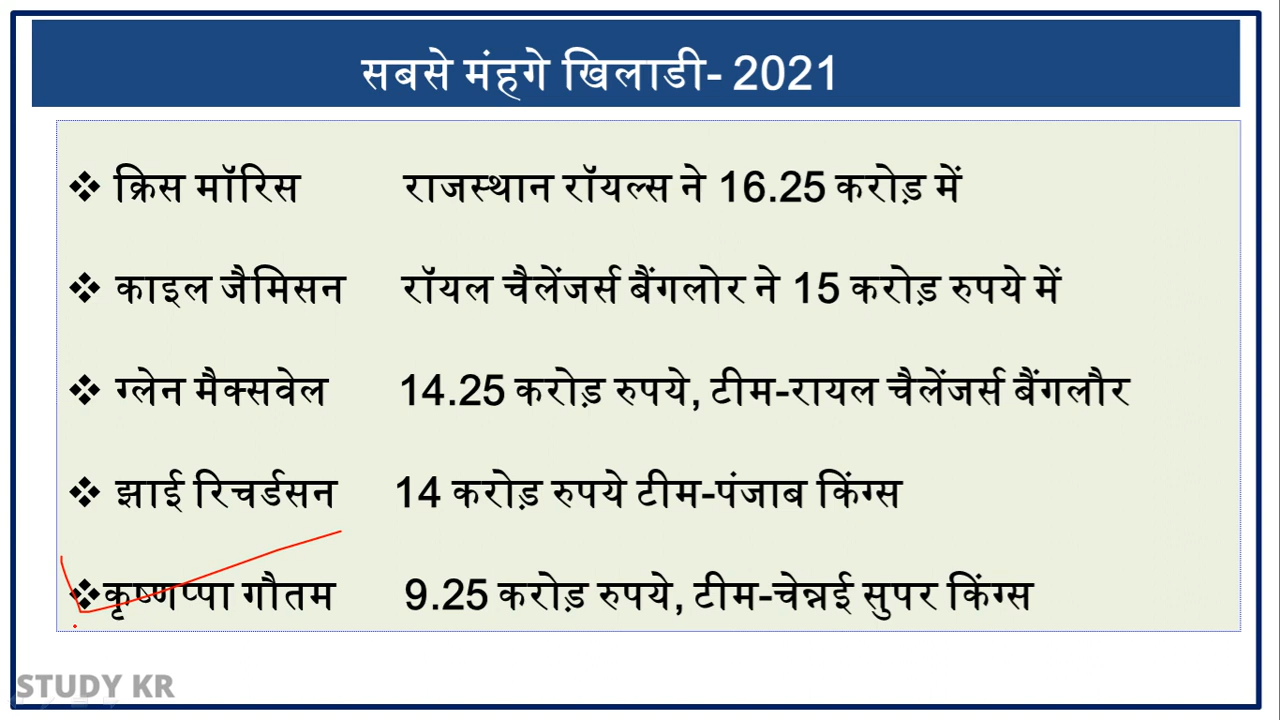 सबसे मंहगे खिलाडी- 2021
❖ क्रिस मॉरिस राजस्थान रॉयल्स ने 16.25 करोड़ में
❖ काइल जैमिसन रॉयल चैलेंजर्स बैंगलोर ने 15 करोड़ रुपये में
❖ ग्लेन मैक्सवेल 14.25 करोड़ रुपये, टीम-रायल चैलेंजर्स बैंगलौर
❖ झाई रिचर्डसन 14 करोड़ रुपये टीम-पंजाब किंग्स
❖कृष्णप्पा गौतम 9.25 करोड़ रुपये, टीम-चेन्नई सुपर किंग्स
STUDY KR